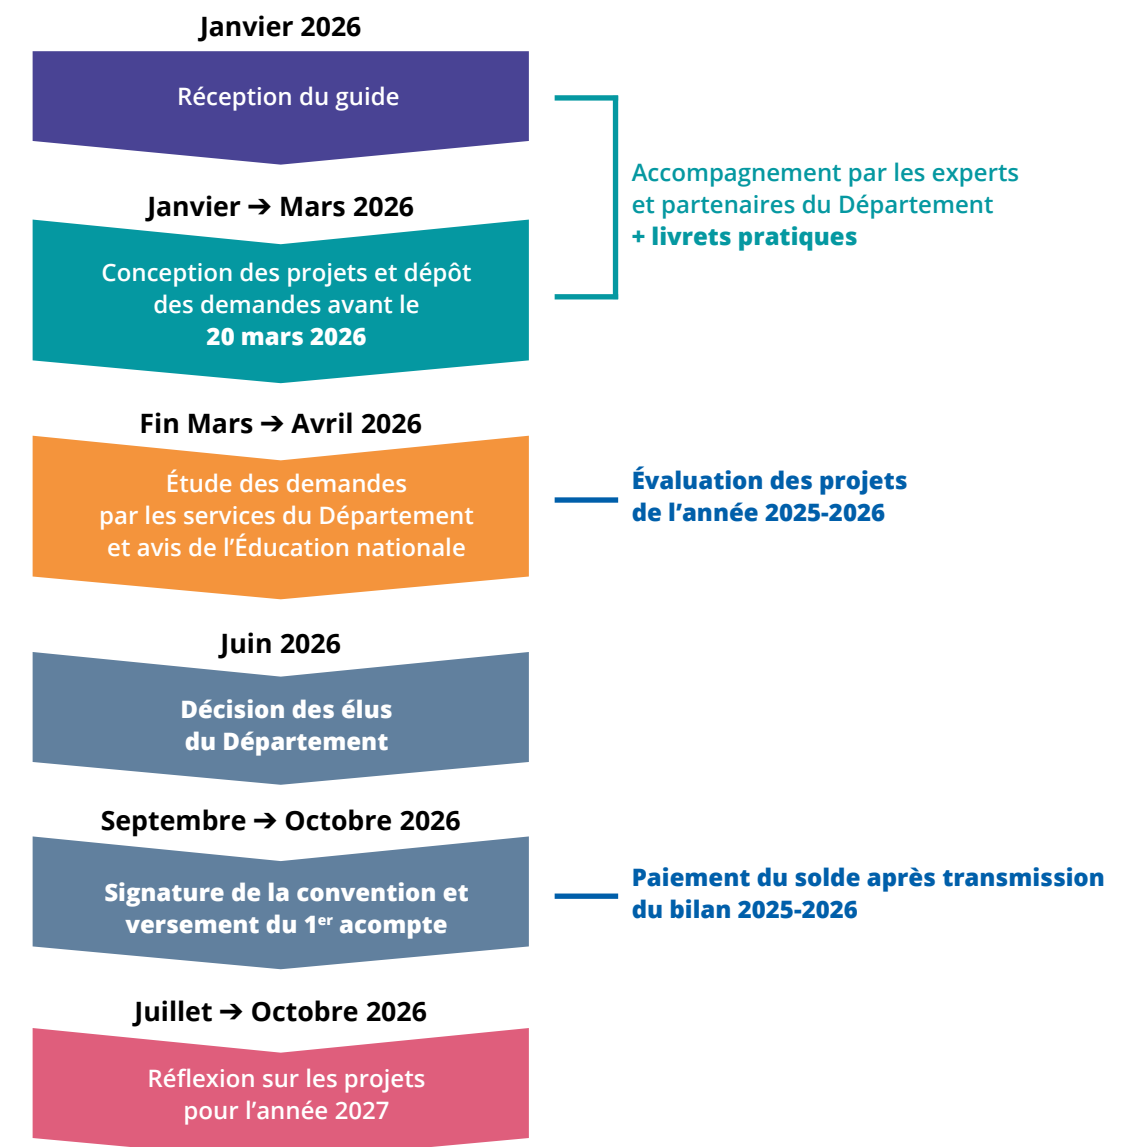 Janvier 2026
Réception du guide
Accompagnement par les experts
et partenaires du Département
+ livrets pratiques
Janvier → Mars 2026
Conception des projets et dépôt
des demandes avant le
20 mars 2026
Fin Mars → Avril 2026
Étude des demandes
par les services du Département
et avis de l’Éducation nationale
Évaluation des projets
de l’année 2025-2026
Juin 2026
Décision des élus
du Département
Septembre → Octobre 2026
Signature de la convention et
versement du 1er acompte
Paiement du solde après transmission
du bilan 2025-2026
Juillet → Octobre 2026
Réflexion sur les projets
pour l’année 2027